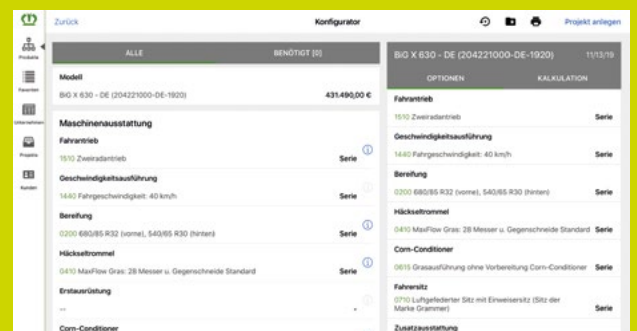 Zurück
Konfigurator
Projekt anlegen
Produkte
Favoriten
Unternehmen
Projekte
Kunden
ALLE
BENÖTIGT [0]
Modell
BiG X 630 - DE (204221000-DE-1920) 431.490,00 €
Maschinenausstattung
Fahrantrieb
1510 Zweiradantrieb Serie
Geschwindigkeitsausführung
1440 Fahrgeschwindigkeit: 40 km/h Serie
Bereifung
0200 680/85 R32 (vorne), 540/65 R30 (hinten) Serie
Häckseltrommel
0410 MaxFlow Gras: 28 Messer u. Gegenschneide Standard Serie
Erstausrüstung
-- -
Corn-Conditioner
BiG X 630 - DE (204221000-DE-1920) 11/13/19
OPTIONEN
KALKULATION
Fahrantrieb
1510 Zweiradantrieb Serie
Geschwindigkeitsausführung
1440 Fahrgeschwindigkeit: 40 km/h Serie
Bereifung
0200 680/85 R32 (vorne), 540/65 R30 (hinten) Serie
Häckseltrommel
0410 MaxFlow Gras: 28 Messer u. Gegenschneide Standard Serie
Corn-Conditioner
0615 Grasausführung ohne Vorbereitung Corn-Conditioner Serie
Fahrersitz
0710 Luftgefederter Sitz mit Einweisersitz (Sitz der
Marke Grammer) Serie
Zusatzausstattung